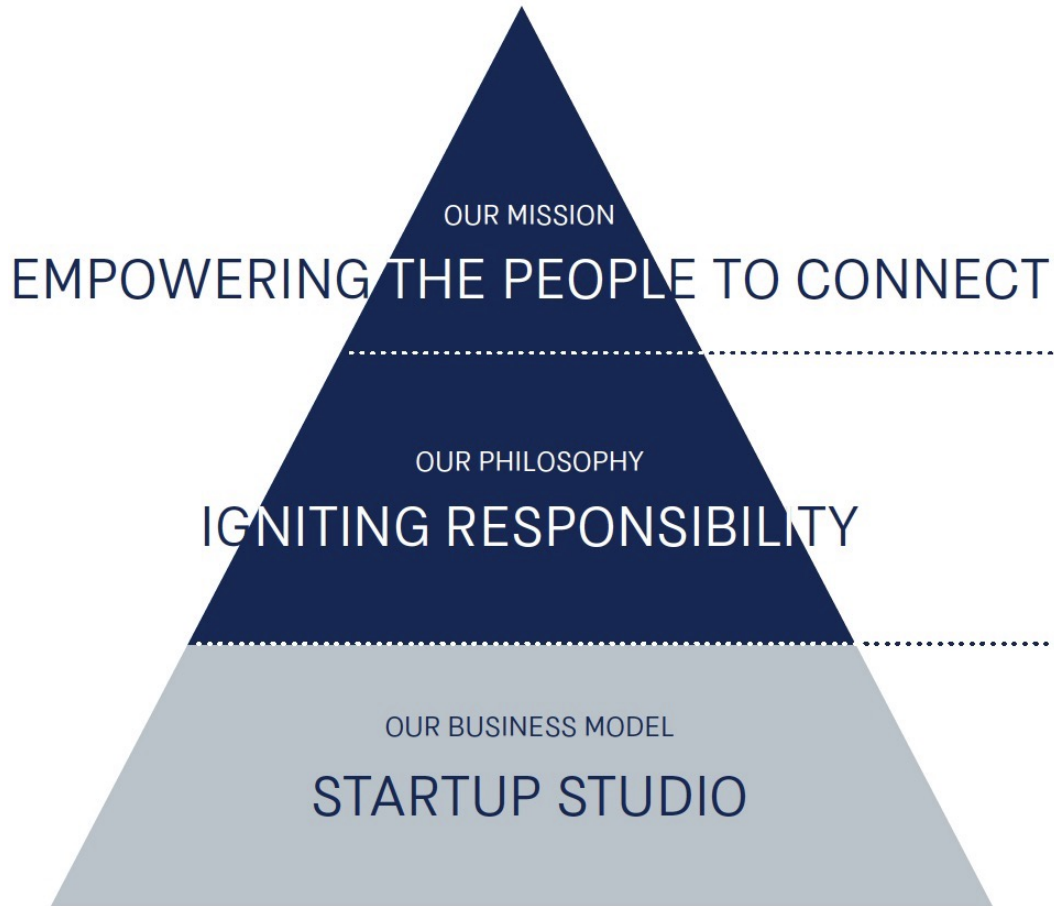 OUR MISSION
EMPOWERING THE PEOPLE TO CONNECT
OUR PHILOSOPHY
IGNITING RESPONSIBILITY
OUR BUSINESS MODEL
STARTUP STUDIO